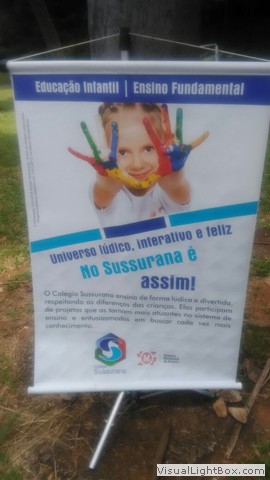 Educação Infantil | Ensino Fundamental
Universo lúdico, interativo e feliz
No Sussurana é
assim!
O Colégio Sussurana ensina de forma lúdica e divertida,
respeitando as diferenças das crianças. Elas participam
de projetos que as tornam mais atuantes no sistema de
ensino e entusiasmadas em buscar cada vez mais
conhecimento.
Sussurana
VisualLightBox.com